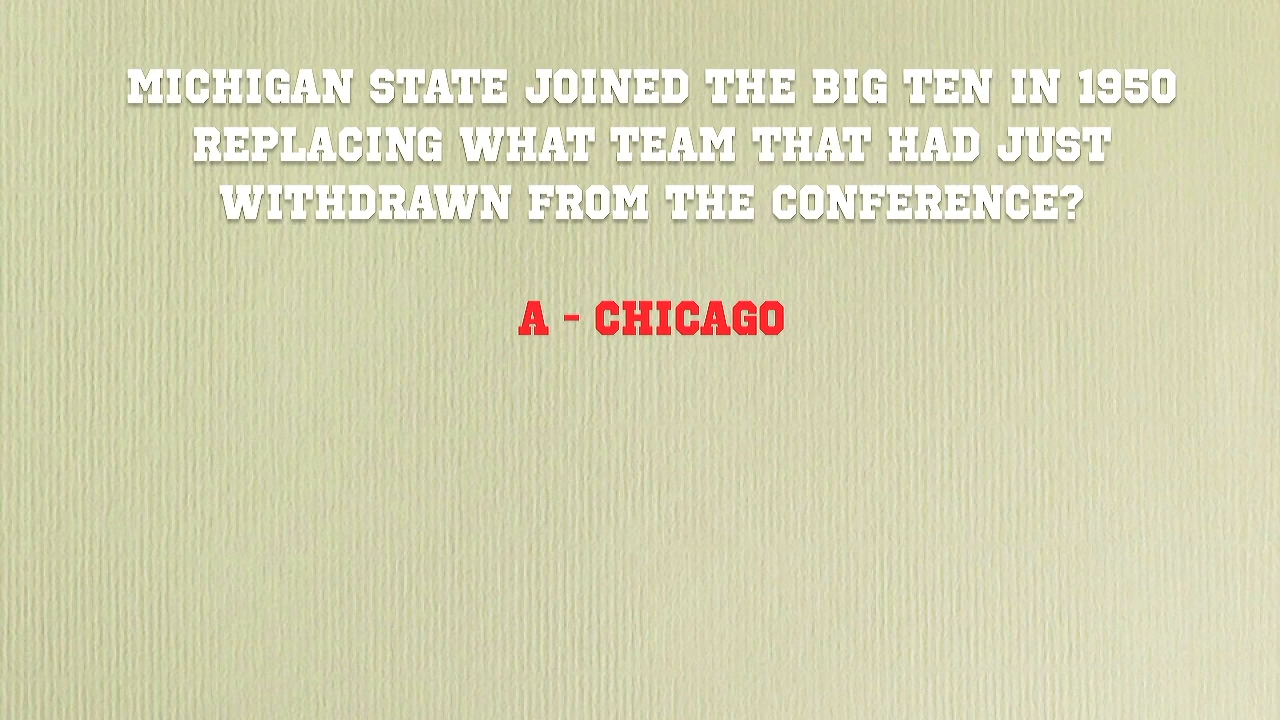 MICHIGAN STATE JOINED THE BIG TEN IN 1950
REPLACING WHAT TEAM THAT HAD JUST
WITHDRAWN FROM THE CONFERENCE?
A - CHICAGO